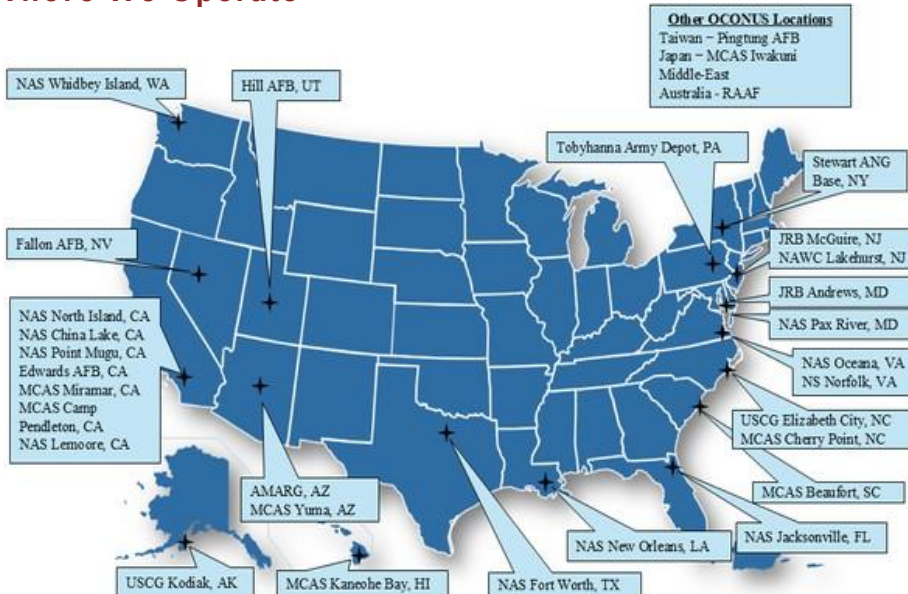 Where We Operate
Other OCONUS Locations
Taiwan – Pingtung AFB
Japan – MCAS Iwakuni
Middle-East
Australia - RAAF
NAS Whidbey Island, WA
Hill AFB, UT
Tobyhanna Army Depot, PA
Stewart ANG
Base, NY
Fallon AFB, NV
JRB McGuire, NJ
NAWC Lakehurst, NJ
JRB Andrews, MD
NAS Pax River, MD
NAS North Island, CA
NAS China Lake, CA
NAS Point Mugu, CA
Edwards AFB, CA
MCAS Miramar, CA
MCAS Camp
Pendleton, CA
NAS Lemoore, CA
NAS Oceana, VA
NS Norfolk, VA
USCG Elizabeth City, NC
MCAS Cherry Point, NC
AMARG, AZ
MCAS Yuma, AZ
MCAS Beaufort, SC
NAS Jacksonville, FL
NAS New Orleans, LA
USCG Kodiak, AK
MCAS Kaneohe Bay, HI
NAS Fort Worth, TX